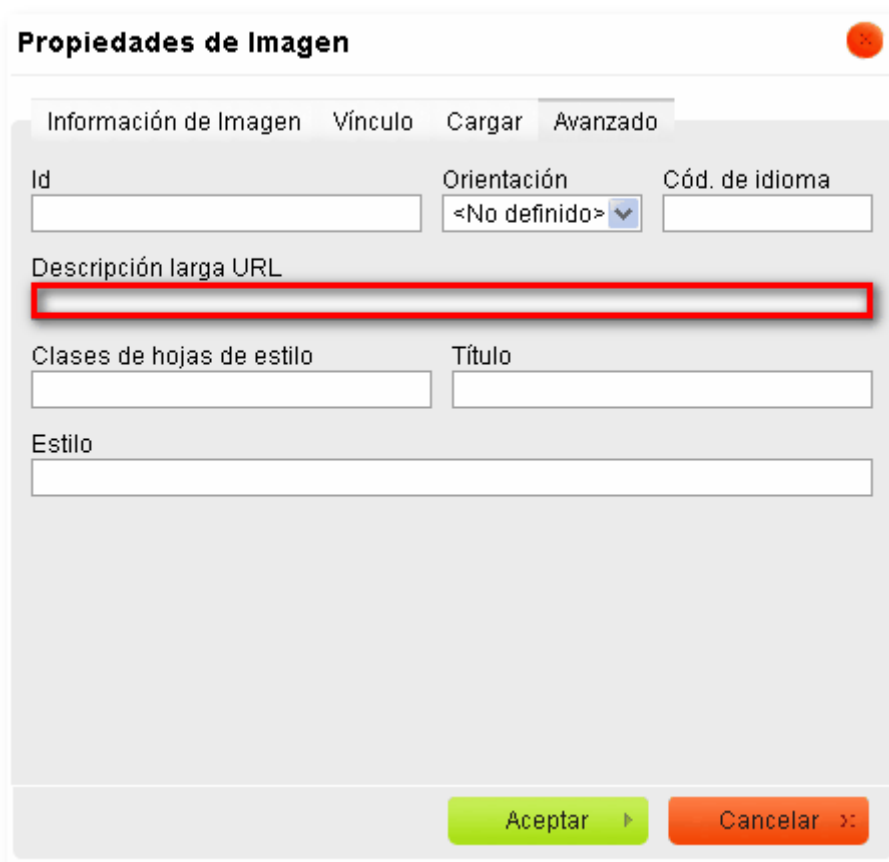 Propiedades de Imagen
Información de Imagen Vínculo Cargar Avanzado
Id Orientación Cód. de idioma
<No definido>
Descripción larga URL
Clases de hojas de estilo Título
Estilo
Aceptar Cancelar